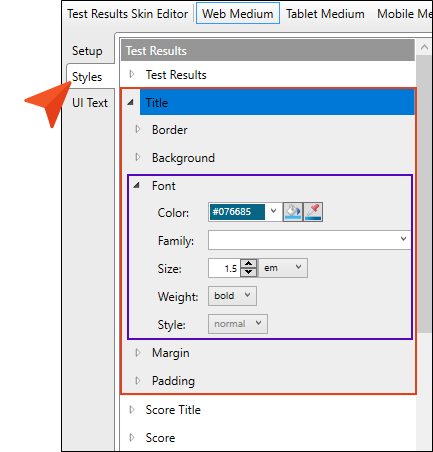 Test Results Skin Editor Web Medium Tablet Medium Mobile Me
Setup
Styles
UI Text
Test Results
Test Results
Title
Border
Background
Font
Color: #076685
Family:
Size: 1.5 em
Weight: bold
Style: normal
Margin
Padding
Score Title
Score